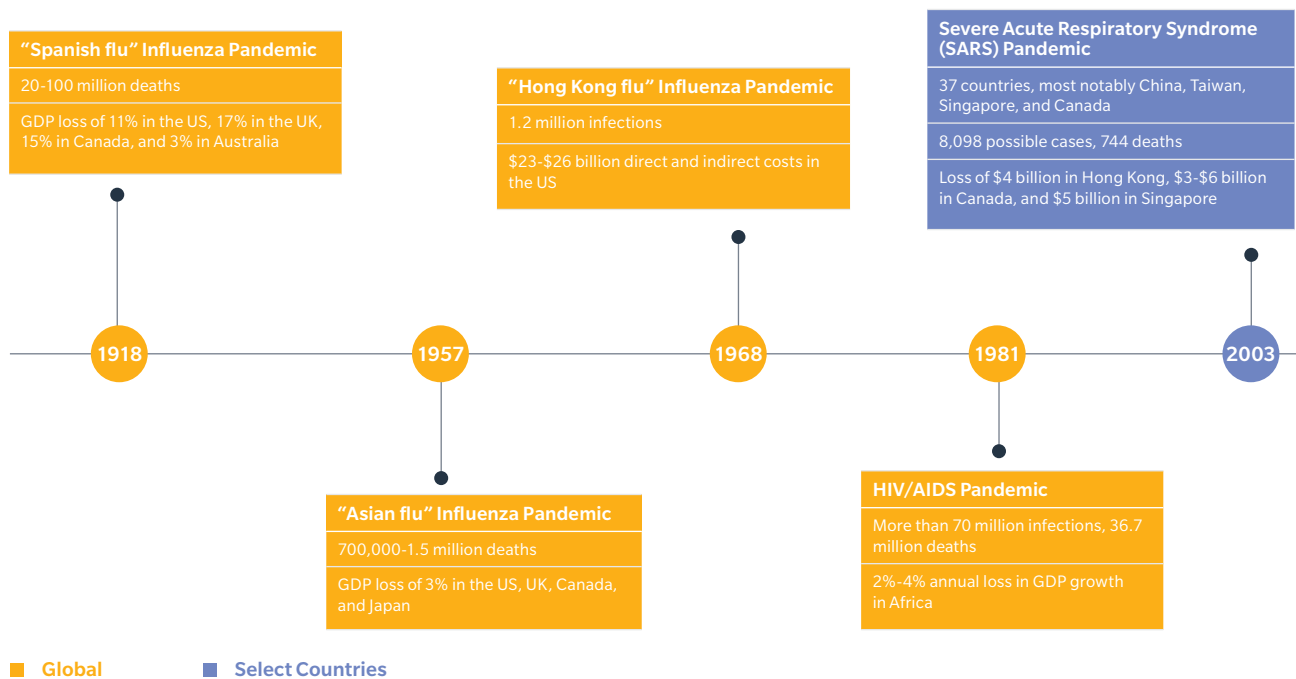 “Spanish flu” Influenza Pandemic
20-100 million deaths
GDP loss of 11% in the US, 17% in the UK,
15% in Canada, and 3% in Australia
“Hong Kong flu” Influenza Pandemic
1.2 million infections
$23-$26 billion direct and indirect costs in
the US
Severe Acute Respiratory Syndrome
(SARS) Pandemic
37 countries, most notably China, Taiwan,
Singapore, and Canada
8,098 possible cases, 744 deaths
Loss of $4 billion in Hong Kong, $3-$6 billion
in Canada, and $5 billion in Singapore
1918
1957
1968
1981
2003
“Asian flu” Influenza Pandemic
700,000-1.5 million deaths
GDP loss of 3% in the US, UK, Canada,
and Japan
HIV/AIDS Pandemic
More than 70 million infections, 36.7
million deaths
2%-4% annual loss in GDP growth
in Africa
Global
Select Countries